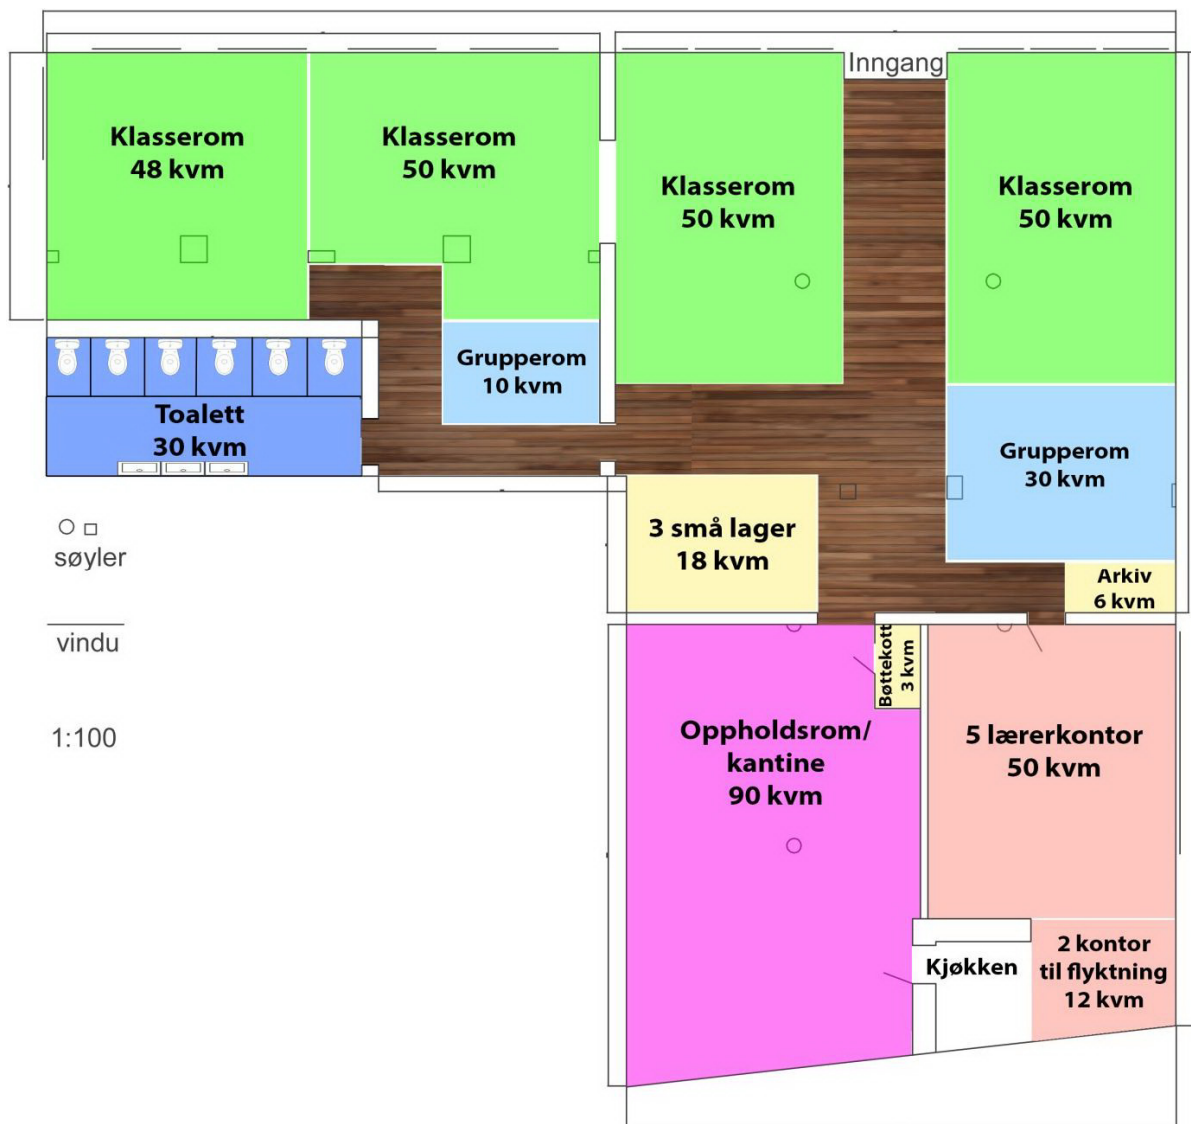 Inngang
Klasserom
48 kvm
Klasserom
50 kvm
Klasserom
50 kvm
Klasserom
50 kvm
Grupperom
10 kvm
Toalett
30 kvm
Grupperom
30 kvm
3 små lager
18 kvm
Arkiv
6 kvm
søyler
vindu
1:100
Bøttekott
3 kvm
Oppholdsrom/
kantine
90 kvm
5 lærerkontor
50 kvm
Kjøkken
2 kontor
til flyktning
12 kvm